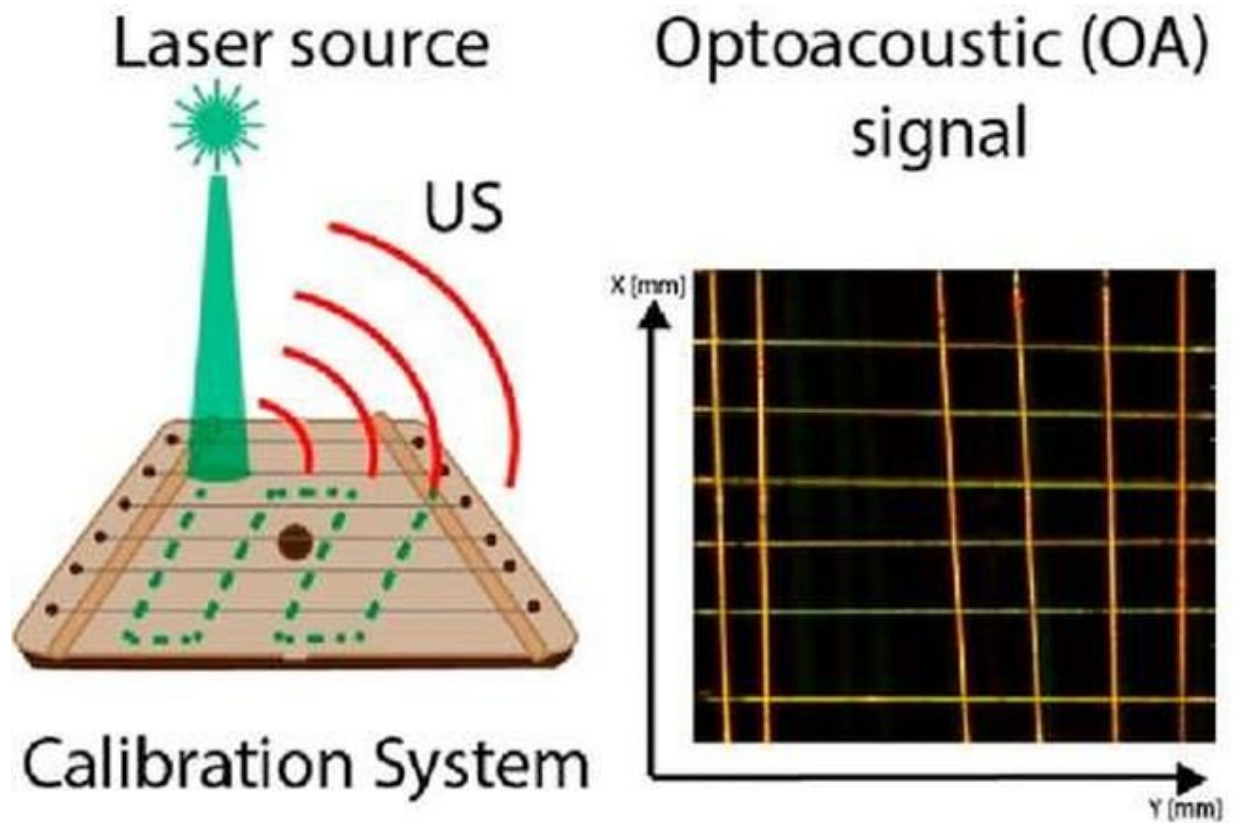 Laser source
US
Calibration System
Optoacoustic (OA)
signal
X [mm]
Y [mm]